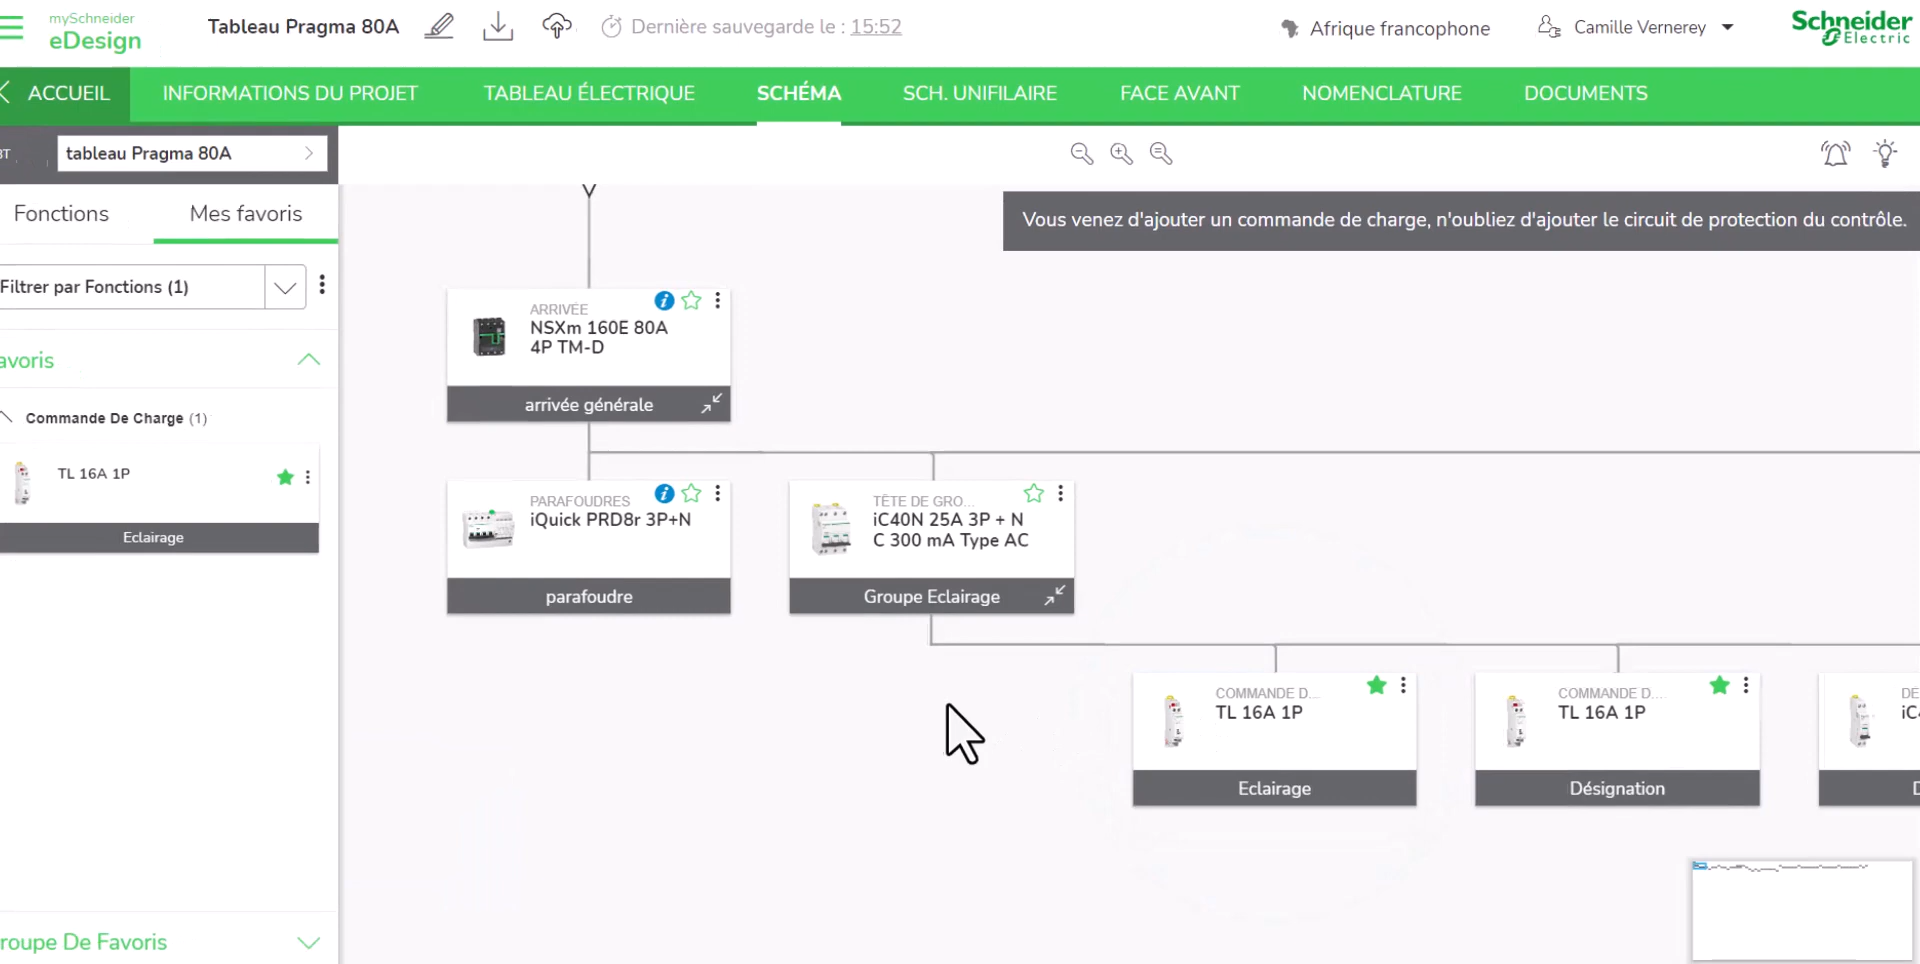 mySchneider
eDesign
Tableau Pragma 80A
Dernière sauvegarde le : 15:52
Afrique francophone
Camille Vernerey
Schneider
Electric
ACCUEIL
INFORMATIONS DU PROJET
TABLEAU ÉLECTRIQUE
SCHÉMA
SCH. UNIFILAIRE
FACE AVANT
NOMENCLATURE
DOCUMENTS
BT
tableau Pragma 80A
Fonctions
Mes favoris
Vous venez d'ajouter un commande de charge, n'oubliez d'ajouter le circuit de protection du contrôle.
Filtrer par Fonctions (1)
avoris
Commande De Charge (1)
TL 16A 1P
Eclairage
roupe De Favoris
ARRIVÉE
NSXm 160E 80A
4P TM-D
arrivée générale
PARAFOUDRES
iQuick PRD8r 3P+N
parafoudre
TÊTE DE GRO...
iC40N 25A 3P + N
C 300 mA Type AC
Groupe Eclairage
COMMANDE D...
TL 16A 1P
Eclairage
COMMANDE D...
TL 16A 1P
Désignation
DE
iC
D